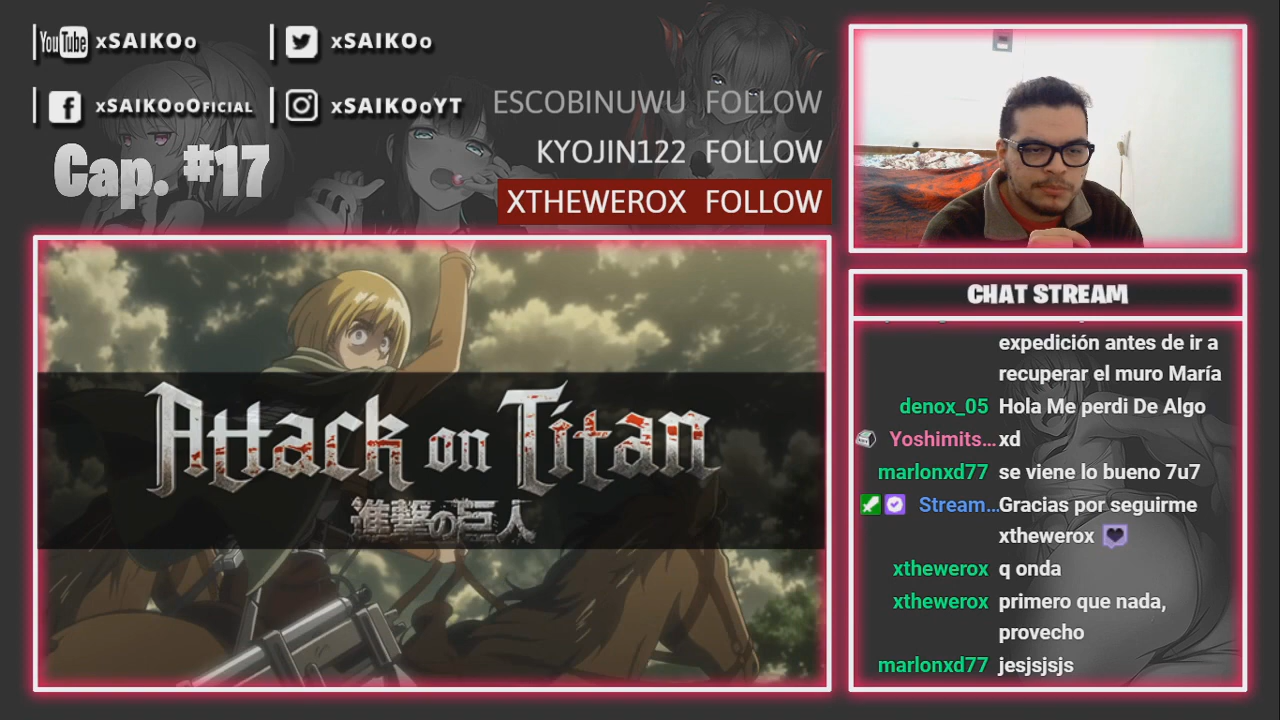 YouTube xSAIKOo
xSAIKOo
xSAIKOoOficial
xSAIKOoYT
Cap. #17
ESCOBINUWU FOLLOW
KYOJIN122 FOLLOW
XTHEWEROX FOLLOW
Attack on Titan
進撃の巨人
CHAT STREAM
expedición antes de ir a
recuperar el muro María
denox_05 Hola Me perdi De Algo
Yoshimits... xd
marlonxd77 se viene lo bueno 7u7
Stream... Gracias por seguirme
xthewerox
xthewerox q onda
xthewerox primero que nada,
provecho
marlonxd77 jesjsjsjs